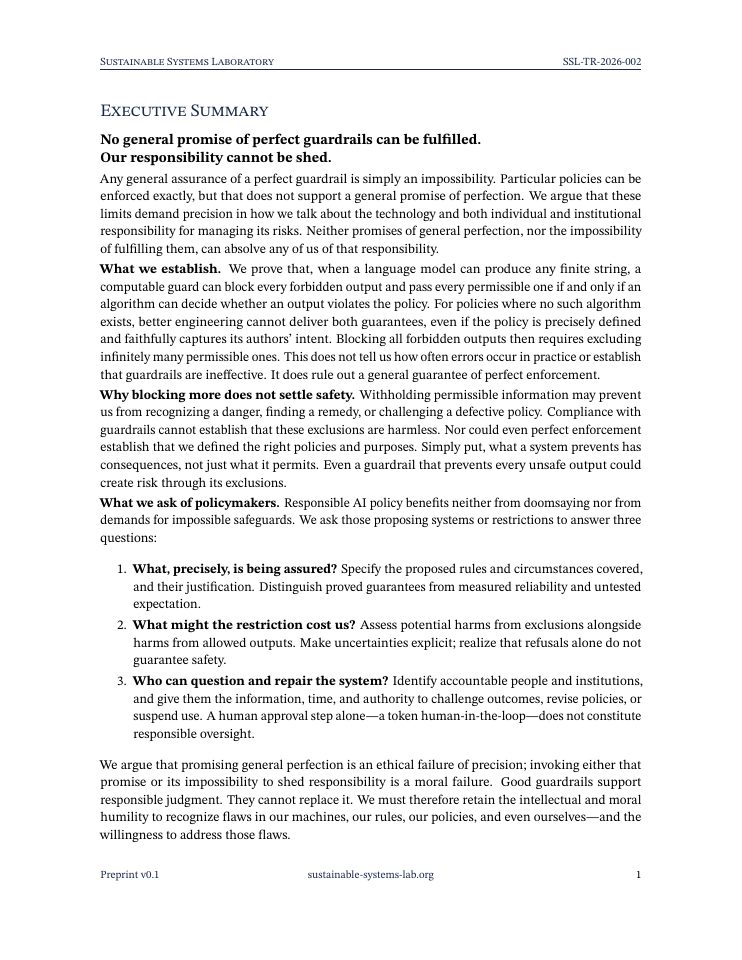 SUSTAINABLE SYSTEMS LABORATORY SSL-TR-2026-002
EXECUTIVE SUMMARY
No general promise of perfect guardrails can be fulfilled.
Our responsibility cannot be shed.
Any general assurance of a perfect guardrail is simply an impossibility. Particular policies can be
enforced exactly, but that does not support a general promise of perfection. We argue that these
limits demand precision in how we talk about the technology and both individual and institutional
responsibility for managing its risks. Neither promises of general perfection, nor the impossibility
of fulfilling them, can absolve any of us of that responsibility.
What we establish. We prove that, when a language model can produce any finite string, a
computable guard can block every forbidden output and pass every permissible one if and only if an
algorithm can decide whether an output violates the policy. For policies where no such algorithm
exists, better engineering cannot deliver both guarantees, even if the policy is precisely defined
and faithfully captures its authors’ intent. Blocking all forbidden outputs then requires excluding
infinitely many permissible ones. This does not tell us how often errors occur in practice or establish
that guardrails are ineffective. It does rule out a general guarantee of perfect enforcement.
Why blocking more does not settle safety. Withholding permissible information may prevent
us from recognizing a danger, finding a remedy, or challenging a defective policy. Compliance with
guardrails cannot establish that these exclusions are harmless. Nor could even perfect enforcement
establish that we defined the right policies and purposes. Simply put, what a system prevents has
consequences, not just what it permits. Even a guardrail that prevents every unsafe output could
create risk through its exclusions.
What we ask of policymakers. Responsible AI policy benefits neither from doomsaying nor from
demands for impossible safeguards. We ask those proposing systems or restrictions to answer three
questions:
1. What, precisely, is being assured? Specify the proposed rules and circumstances covered,
and their justification. Distinguish proved guarantees from measured reliability and untested
expectation.
2. What might the restriction cost us? Assess potential harms from exclusions alongside
harms from allowed outputs. Make uncertainties explicit; realize that refusals alone do not
guarantee safety.
3. Who can question and repair the system? Identify accountable people and institutions,
and give them the information, time, and authority to challenge outcomes, revise policies, or
suspend use. A human approval step alone—a token human-in-the-loop—does not constitute
responsible oversight.
We argue that promising general perfection is an ethical failure of precision; invoking either that
promise or its impossibility to shed responsibility is a moral failure. Good guardrails support
responsible judgment. They cannot replace it. We must therefore retain the intellectual and moral
humility to recognize flaws in our machines, our rules, our policies, and even ourselves—and the
willingness to address those flaws.
Preprint v0.1 sustainable-systems-lab.org 1